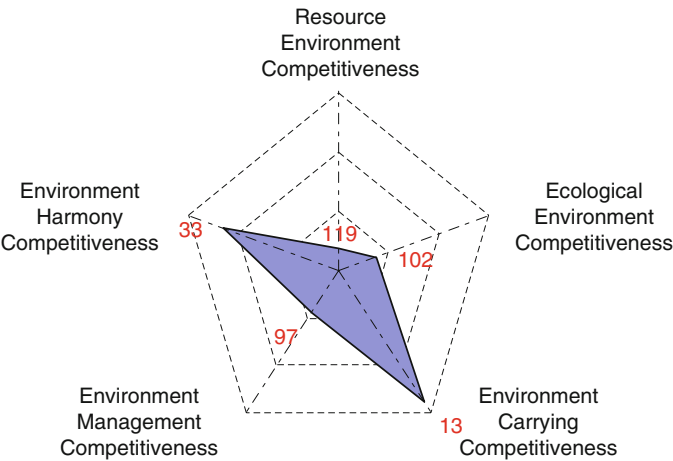 Resource
Environment
Competitiveness
Environment
Harmony
Competitiveness
33
119
Ecological
Environment
Competitiveness
102
97
Environment
Management
Competitiveness
13
Environment
Carrying
Competitiveness